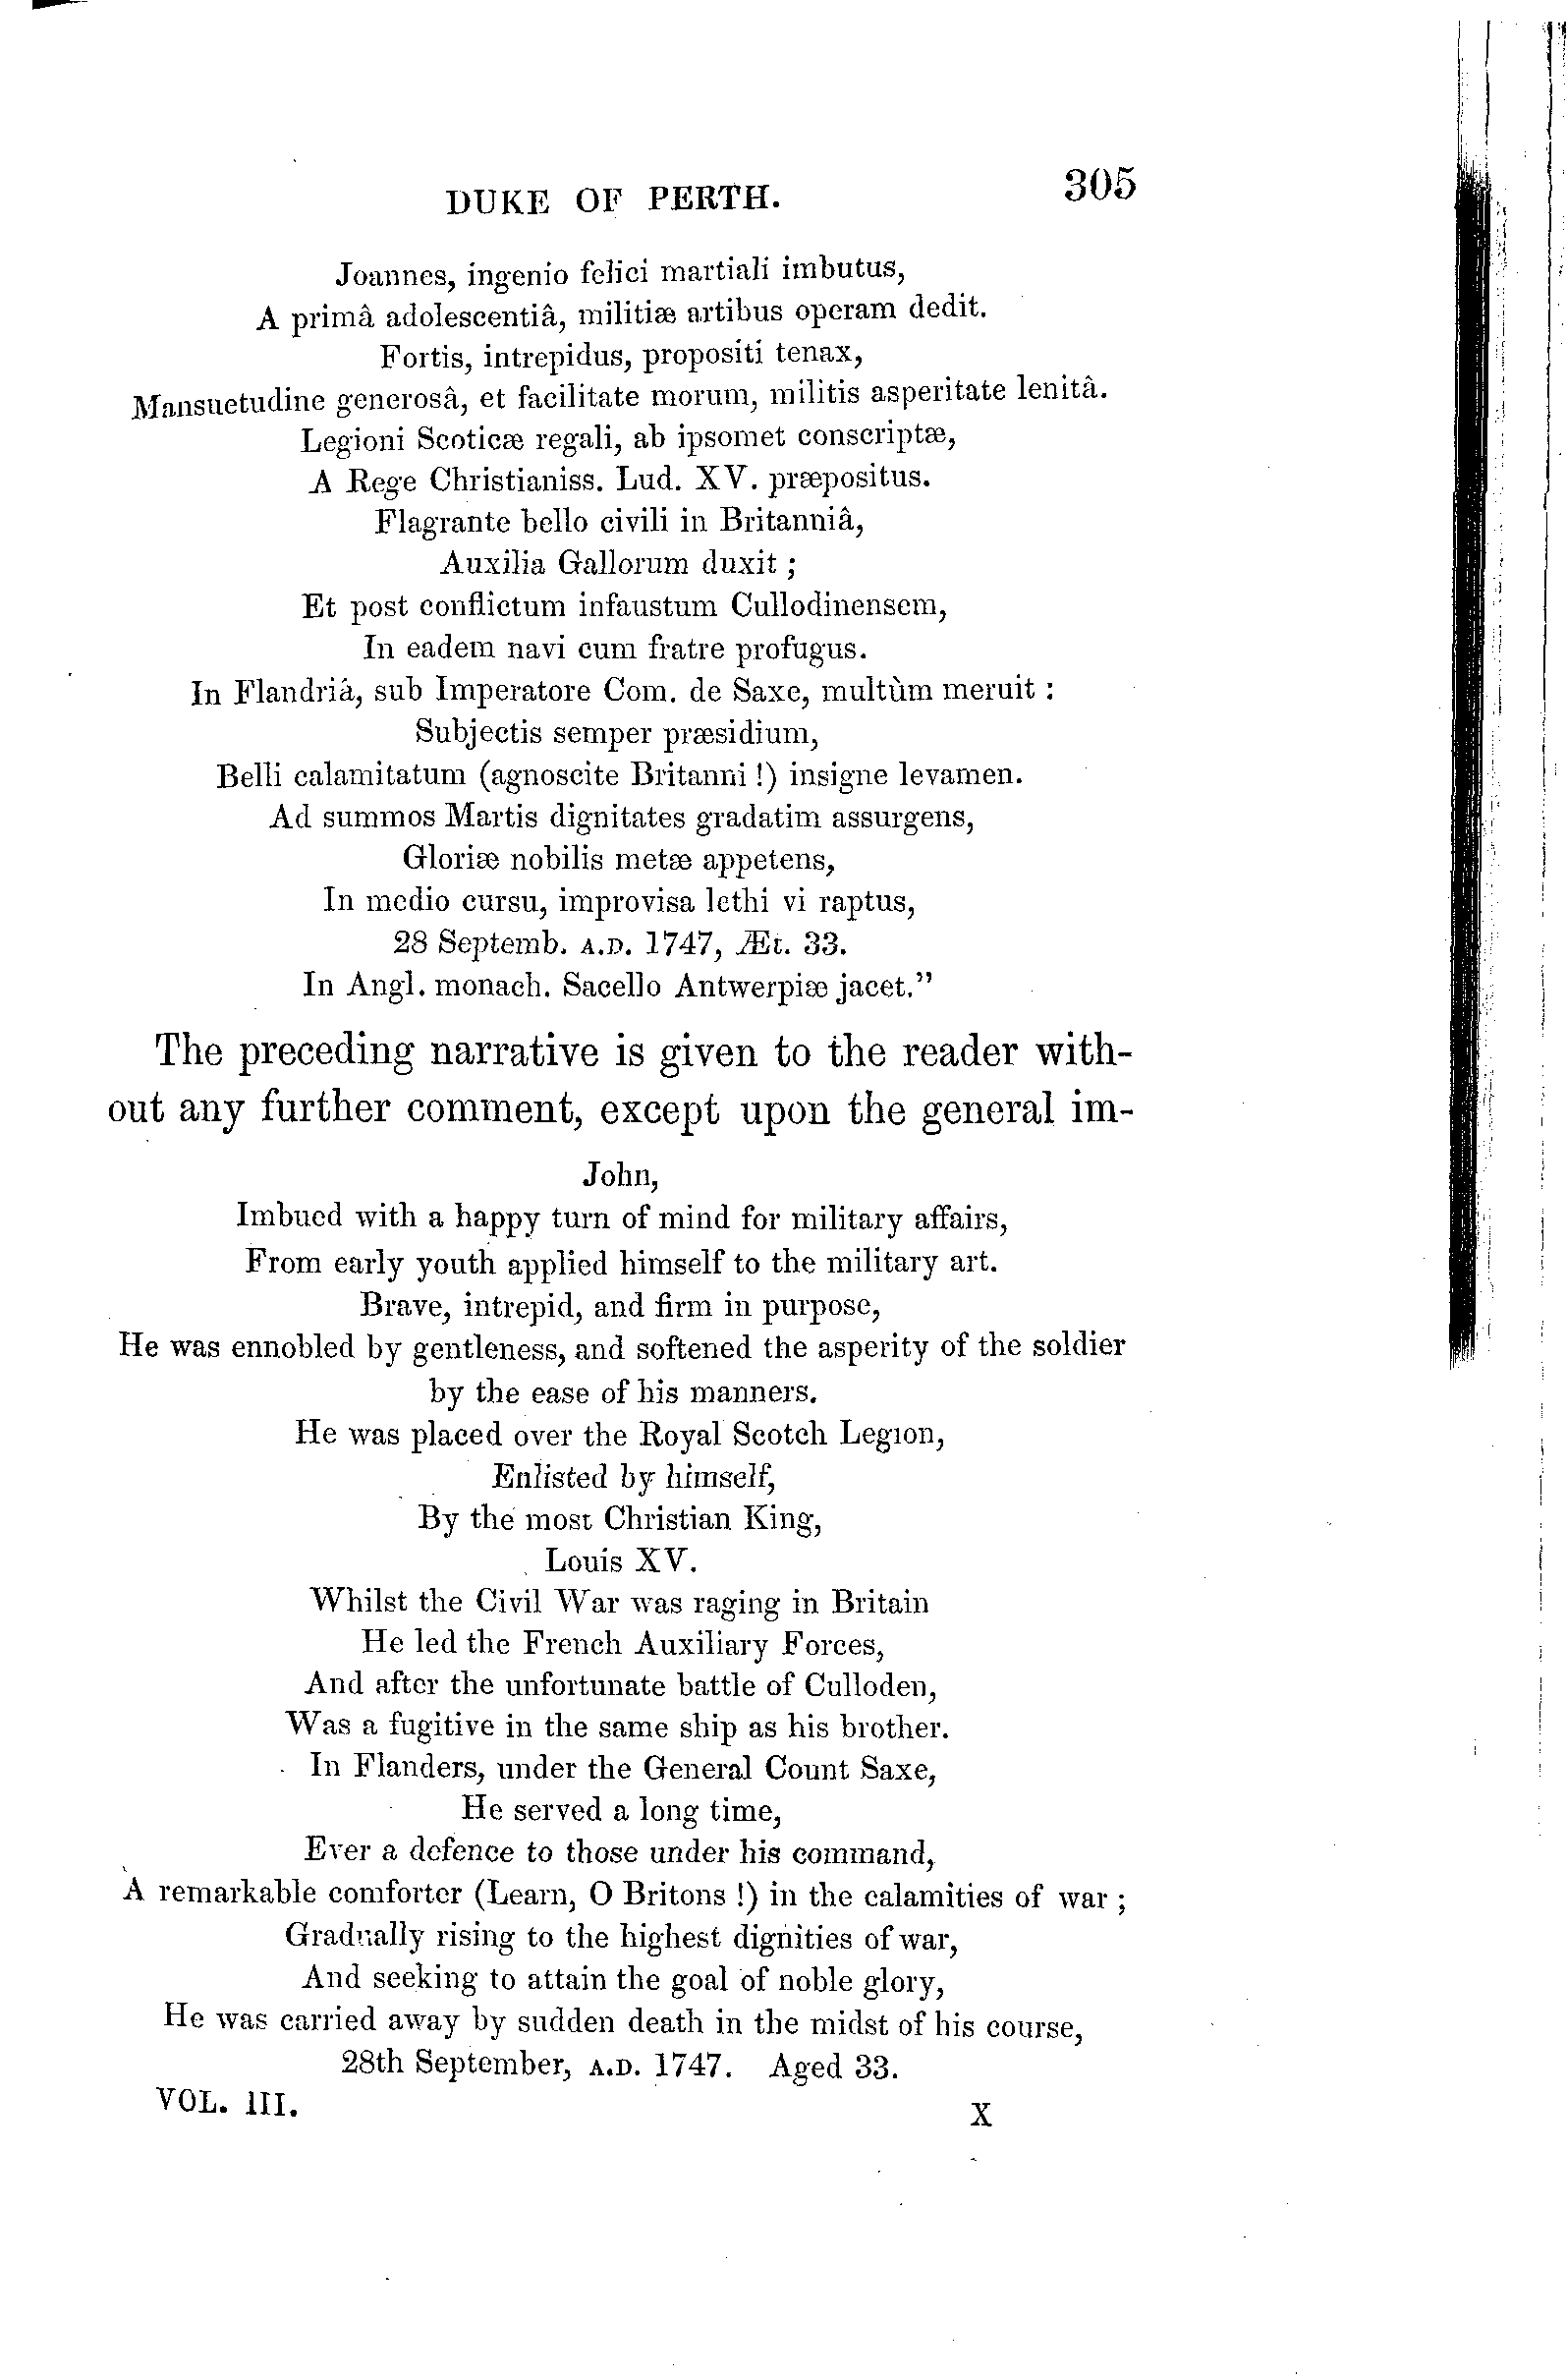 DUKE OF PERTH. 305
Joannes, ingenio felici martiali imbutus,
A primâ adolescentiâ, militiæ artibus operam dedit.
Fortis, intrepidus, propositi tenax,
Mansuetudine generosâ, et facilitate morum, militis asperitate lenitâ.
Legioni Scoticæ regali, ab ipsomet conscriptæ,
A Rege Christianiss. Lud. XV. præpositus.
Flagrante bello civili in Britanniâ,
Auxilia Gallorum duxit ;
Et post conflictum infaustum Cullodinensem,
In eadem navi cum fratre profugus.
In Flandriâ, sub Imperatore Com. de Saxe, multùm meruit :
Subjectis semper præsidium,
Belli calamitatum (agnoscite Britanni !) insigne levamen.
Ad summos Martis dignitates gradatim assurgens,
Gloriæ nobilis metæ appetens,
In medio cursu, improvisa lethi vi raptus,
28 Septemb. A.D. 1747, Æt. 33.
In Angl. monach. Sacello Antwerpiæ jacet."
The preceding narrative is given to the reader with-
out any further comment, except upon the general im-
John,
Imbued with a happy turn of mind for military affairs,
From early youth applied himself to the military art.
Brave, intrepid, and firm in purpose,
He was ennobled by gentleness, and softened the asperity of the soldier
by the ease of his manners.
He was placed over the Royal Scotch Legion,
Enlisted by himself,
By the most Christian King,
Louis XV.
Whilst the Civil War was raging in Britain
He led the French Auxiliary Forces,
And after the unfortunate battle of Culloden,
Was a fugitive in the same ship as his brother.
In Flanders, under the General Count Saxe,
He served a long time,
Ever a defence to those under his command,
A remarkable comforter (Learn, O Britons !) in the calamities of war ;
Gradually rising to the highest dignities of war,
And seeking to attain the goal of noble glory,
He was carried away by sudden death in the midst of his course,
28th September, A.D. 1747. Aged 33.
VOL. III. X